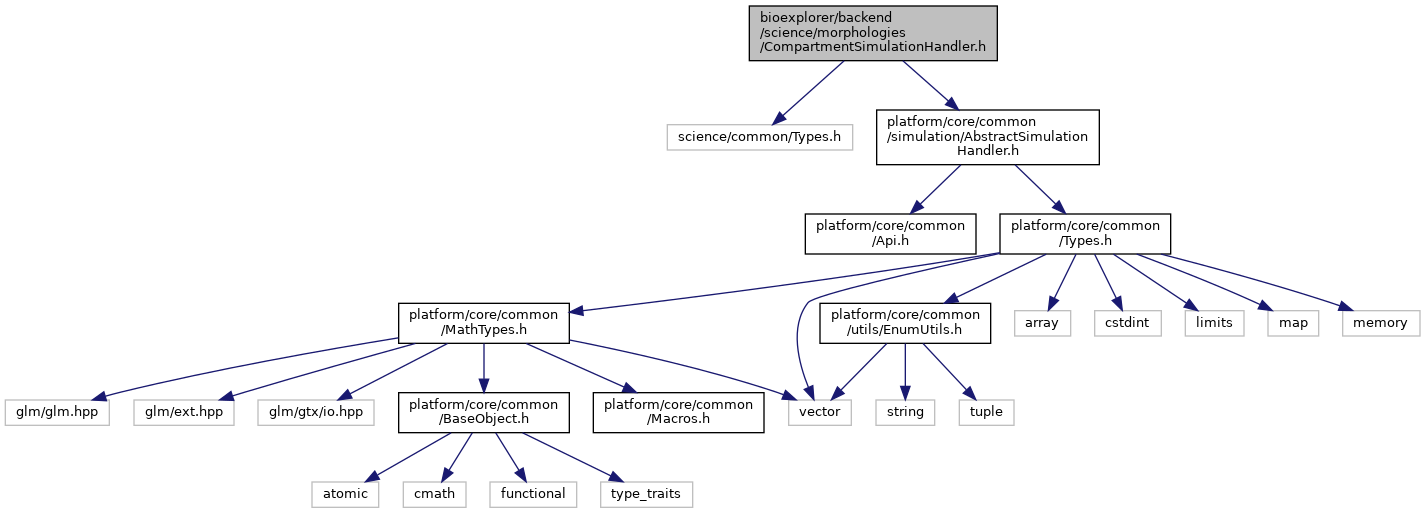 bioexplorer/backend
/science/morphologies
/CompartmentSimulationHandler.h
science/common/Types.h
platform/core/common
/simulation/AbstractSimulation
Handler.h
platform/core/common
/Api.h
platform/core/common
/Types.h
platform/core/common
/MathTypes.h
platform/core/common
/utils/EnumUtils.h
array
cstdint
limits
map
memory
glm/glm.hpp
glm/ext.hpp
glm/gtx/io.hpp
platform/core/common
/BaseObject.h
platform/core/common
/Macros.h
vector
string
tuple
atomic
cmath
functional
type_traits